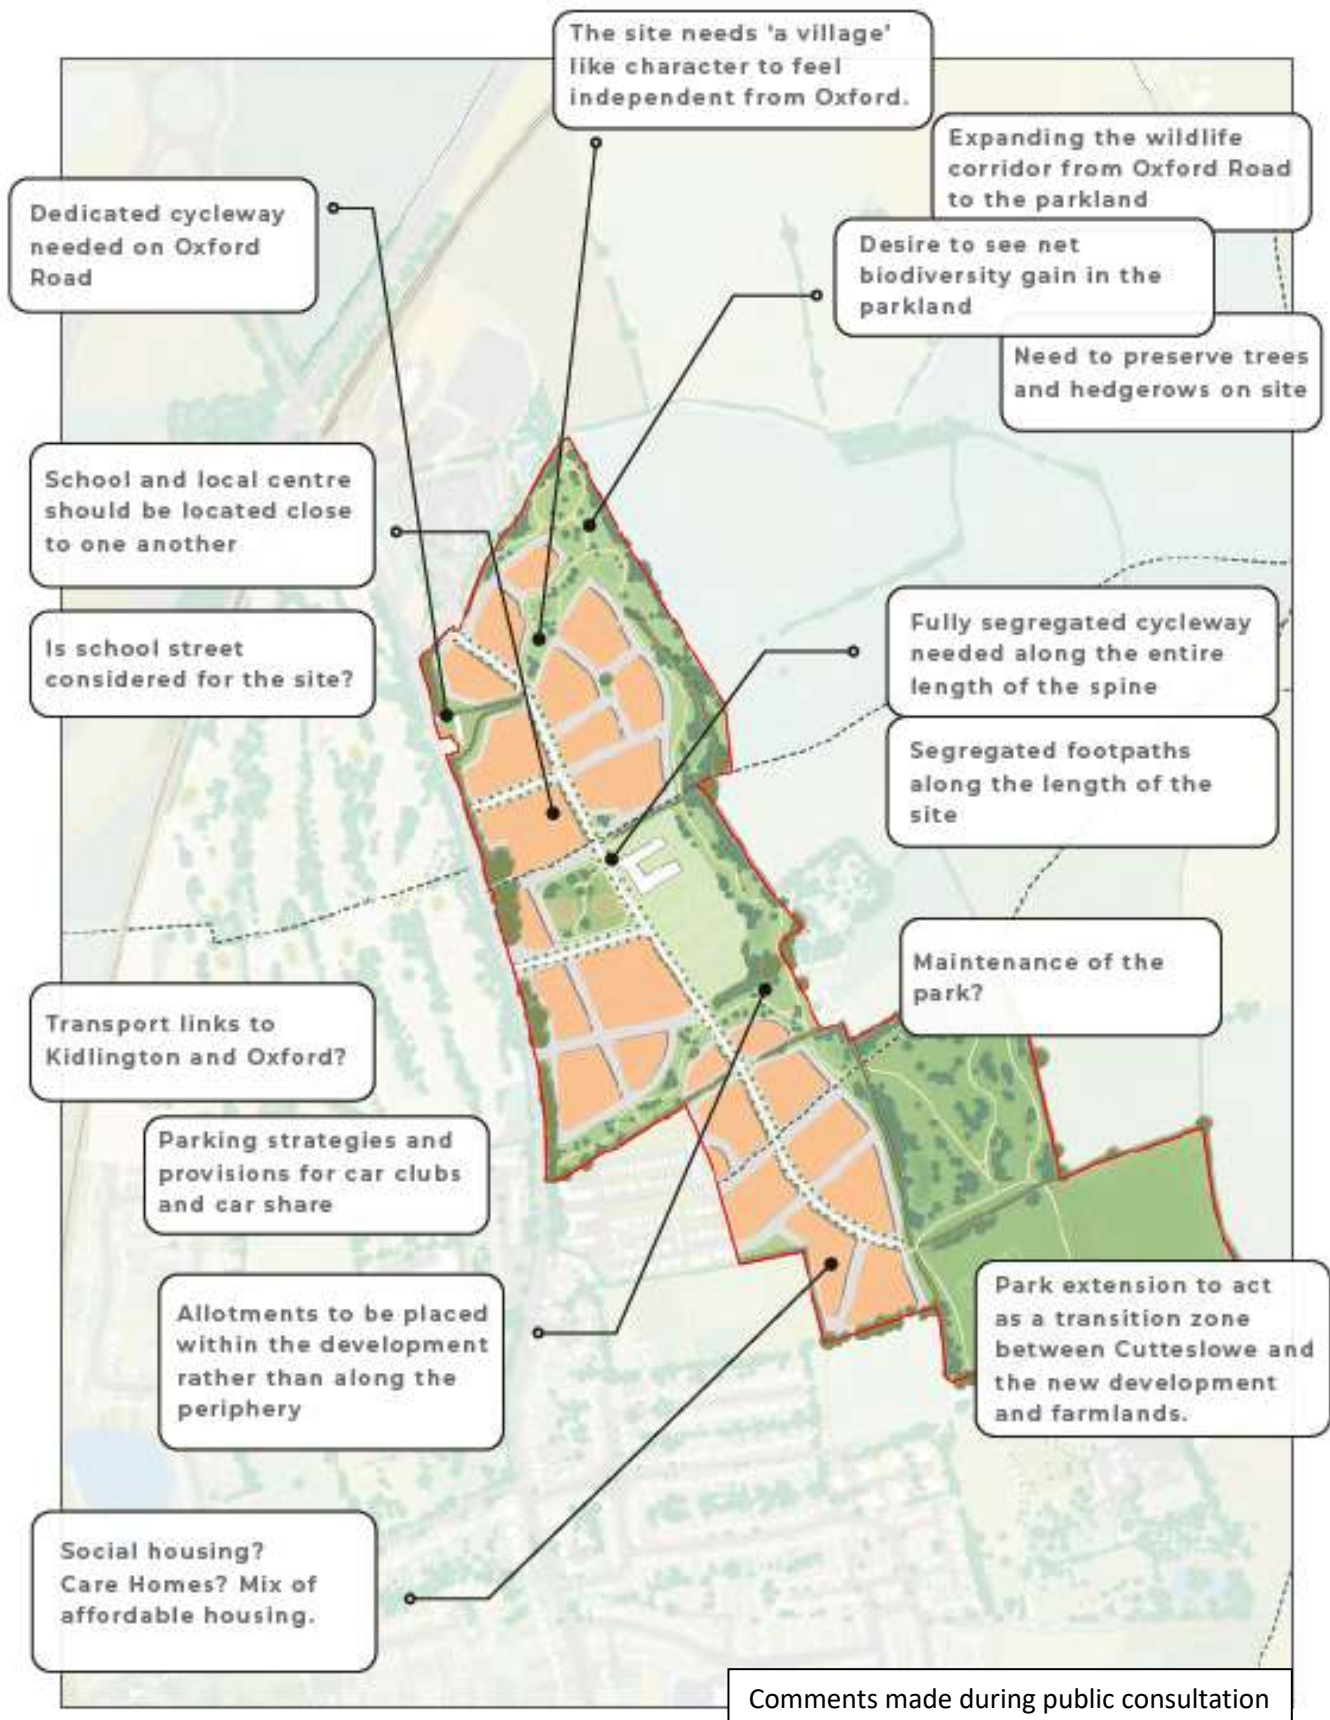 The site needs 'a village'
like character to feel
independent from Oxford.
Expanding the wildlife
corridor from Oxford Road
to the parkland
Dedicated cycleway
needed on Oxford
Road
Desire to see net
biodiversity gain in the
parkland
Need to preserve trees
and hedgerows on site
School and local centre
should be located close
to one another
Is school street
considered for the site?
Fully segregated cycleway
needed along the entire
length of the spine
Segregated footpaths
along the length of the
site
Maintenance of the
park?
Transport links to
Kidlington and Oxford?
Parking strategies and
provisions for car clubs
and car share
Allotments to be placed
within the development
rather than along the
periphery
Park extension to act
as a transition zone
between Cutteslowe and
the new development
and farmlands.
Social housing?
Care Homes? Mix of
affordable housing.
Comments made during public consultation